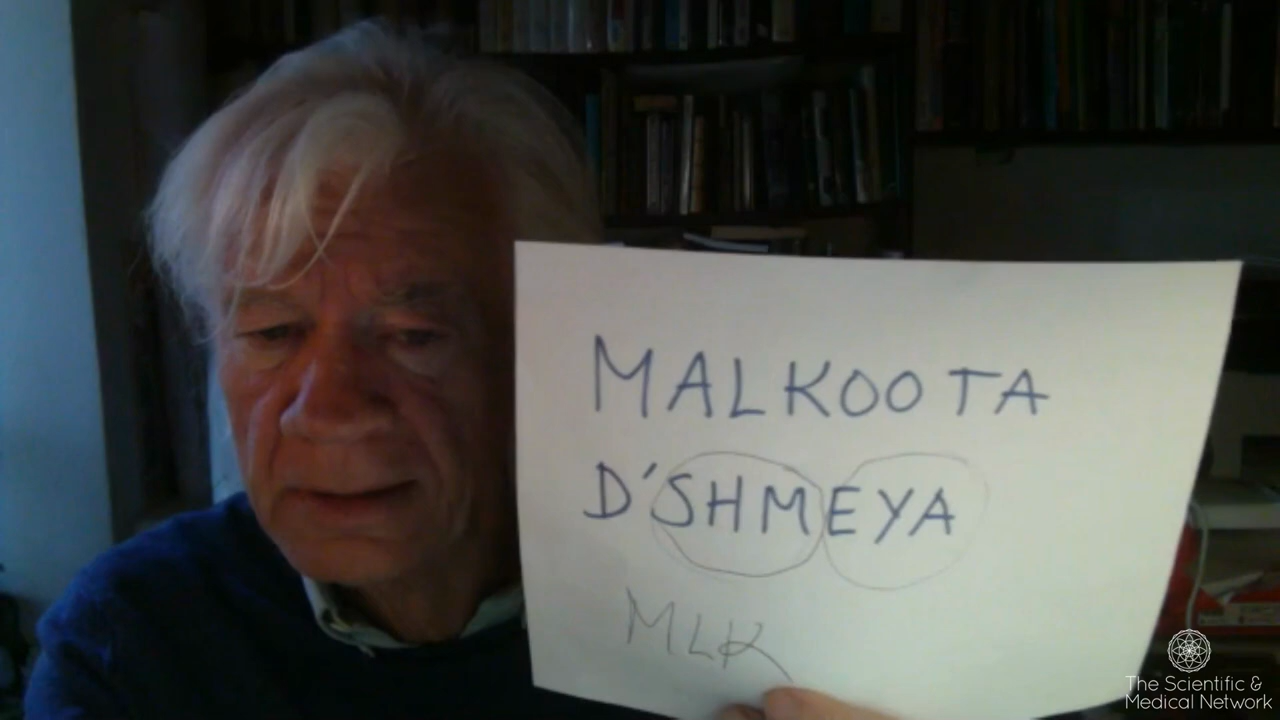 MALKOOTA
D'SHMEYA
MLK
The Scientific &
Medical Network